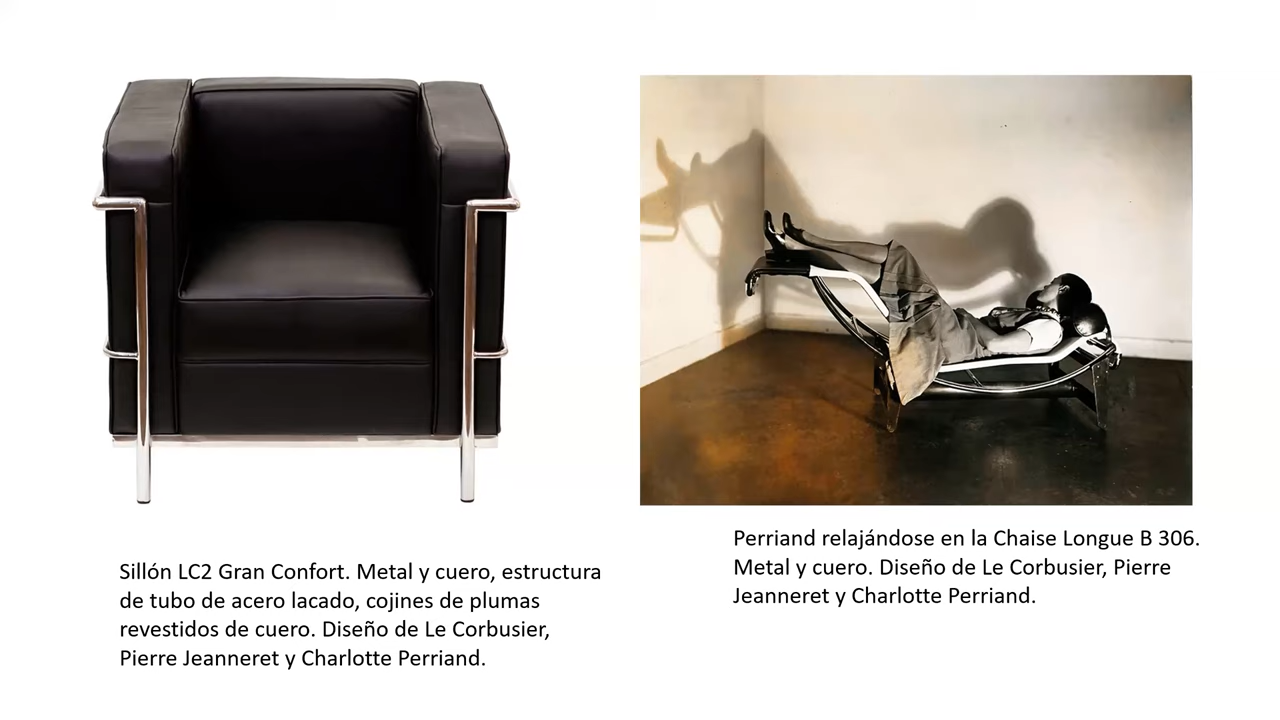 Sillón LC2 Gran Confort. Metal y cuero, estructura
de tubo de acero lacado, cojines de plumas
revestidos de cuero. Diseño de Le Corbusier,
Pierre Jeanneret y Charlotte Perriand.
Perriand relajándose en la Chaise Longue B 306.
Metal y cuero. Diseño de Le Corbusier, Pierre
Jeanneret y Charlotte Perriand.